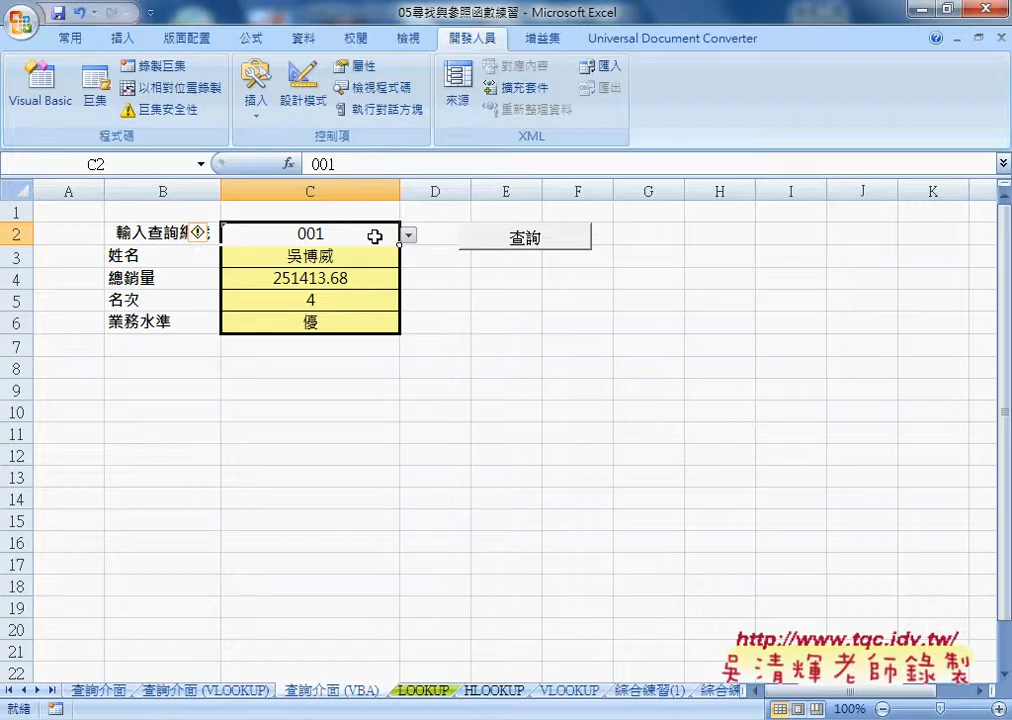 05尋找與參照函數練習 - Microsoft Excel
常用 插入 版面配置 公式 資料 校閱 檢視 開發人員 增益集 Universal Document Converter
Visual Basic 巨集 錄製巨集 以相對位置錄製 巨集安全性 程式碼
插入 設計模式 屬性 檢視程式碼 執行對話方塊 控制項
來源 對應內容 擴充套件 重新整理資料 匯入 匯出 XML
C2 fx 001
A B C D E F G H I J K
1
2 輸入查詢 001 查詢
3 姓名 吳博威
4 總銷量 251413.68
5 名次 4
6 業務水準 優
7
8
9
10
11
12
13
14
15
16
17
18
19
20
21
22
http://www.tqc.idv.tw/
吳清輝老師錄製
查詢介面 查詢介面 (VLOOKUP) 查詢介面 (VBA) LOOKUP HLOOKUP VLOOKUP 綜合練習(1) 綜合練
就緒 100%